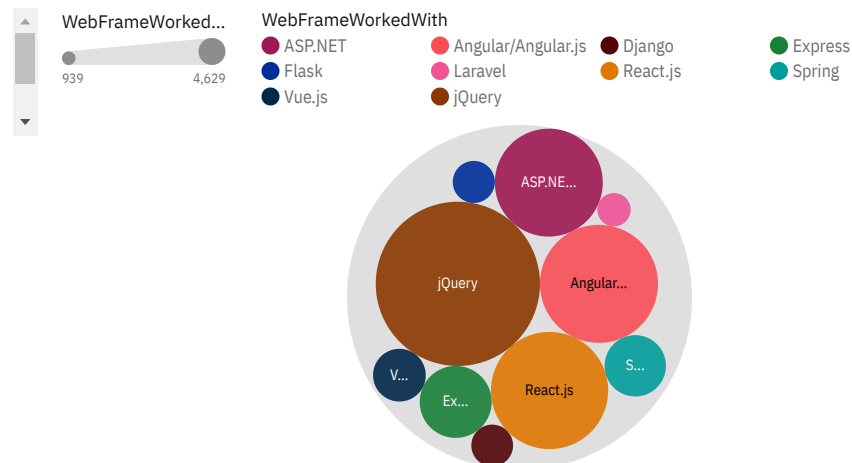 WebFrameWorked...
939 4,629
WebFrameWorkedWith
ASP.NET Angular/Angular.js Django Express
Flask Laravel React.js Spring
Vue.js jQuery
ASP.NE...
jQuery Angular...
S...
V...
React.js
Ex...